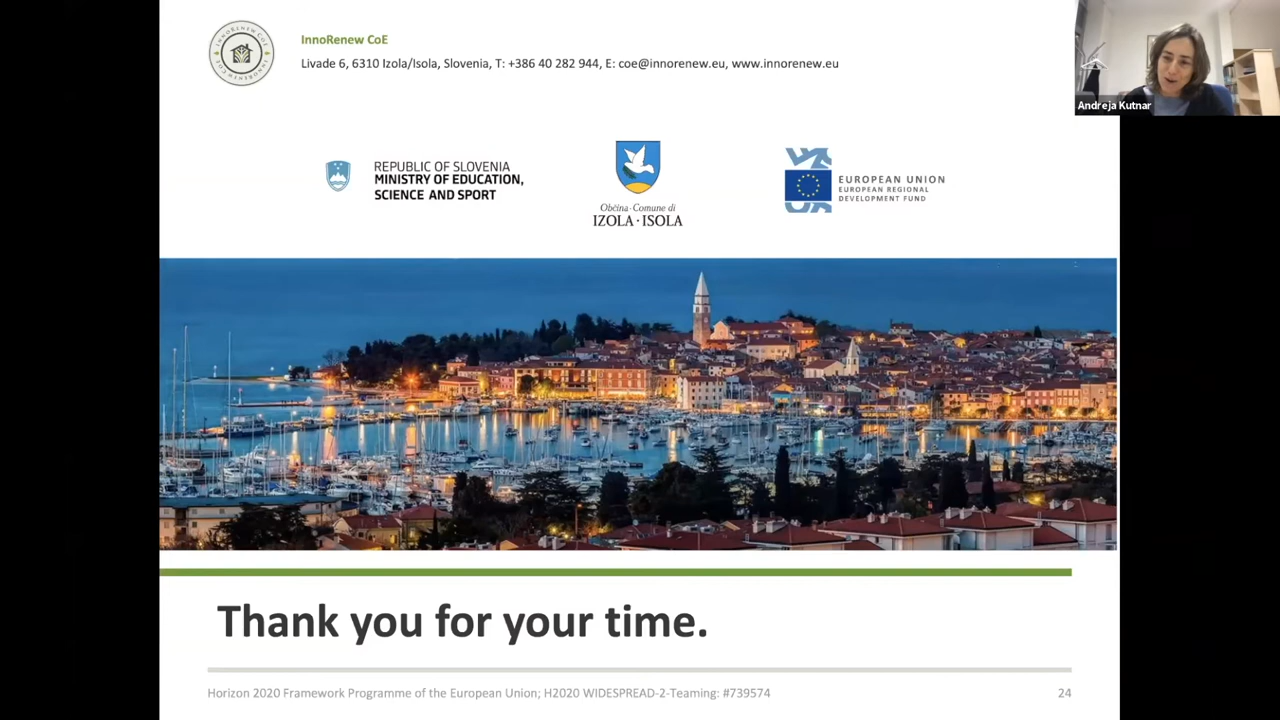 InnoRenew CoE
Livade 6, 6310 Izola/Isola, Slovenia, T: +386 40 282 944, E: coe@innorenew.eu, www.innorenew.eu
Andreja Kutnar
REPUBLIC OF SLOVENIA
MINISTRY OF EDUCATION,
SCIENCE AND SPORT
Občina · Comune di
IZOLA · ISOLA
EUROPEAN UNION
EUROPEAN REGIONAL
DEVELOPMENT FUND
Thank you for your time.
Horizon 2020 Framework Programme of the European Union; H2020 WIDESPREAD-2-Teaming: #739574
24